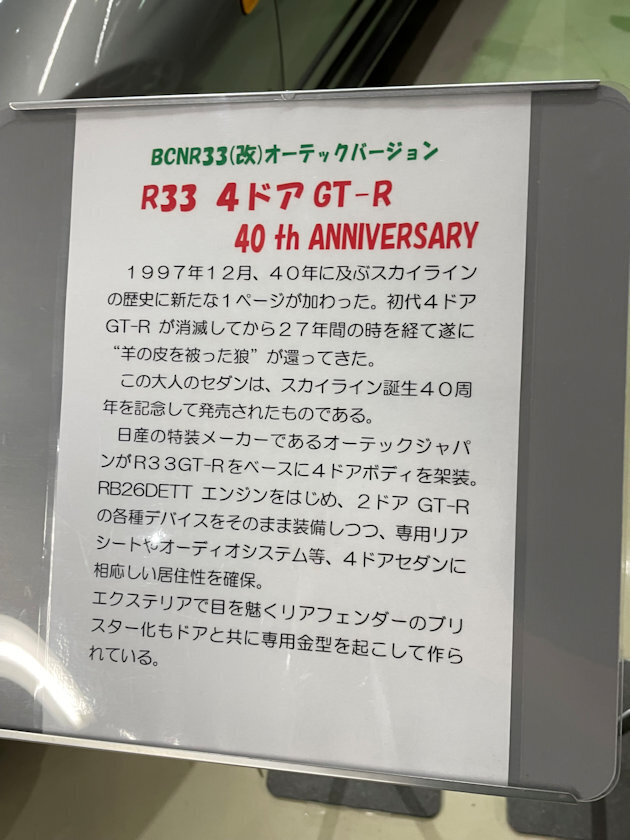 BCNR33(改)オーテックバージョン
R33 4ドア GT-R
40 th ANNIVERSARY
1997年12月、40年に及ぶスカイライン
の歴史に新たな1ページが加わった。初代4ドア
GT-R が消滅してから27年間の時を経て遂に
“羊の皮を被った狼”が還ってきた。
この大人のセダンは、スカイライン誕生40周
年を記念して発売されたものである。
日産の特装メーカーであるオーテックジャパ
ンがR33GT-Rをベースに4ドアボディを架装。
RB26DETT エンジンをはじめ、2ドア GT-R
の各種デバイスをそのまま装備しつつ、専用リア
シートやオーディオシステム等、4ドアセダンに
相応しい居住性を確保。
エクステリアで目を魅くリアフェンダーのブリ
スター化もドアと共に専用金型を起こして作ら
れている。